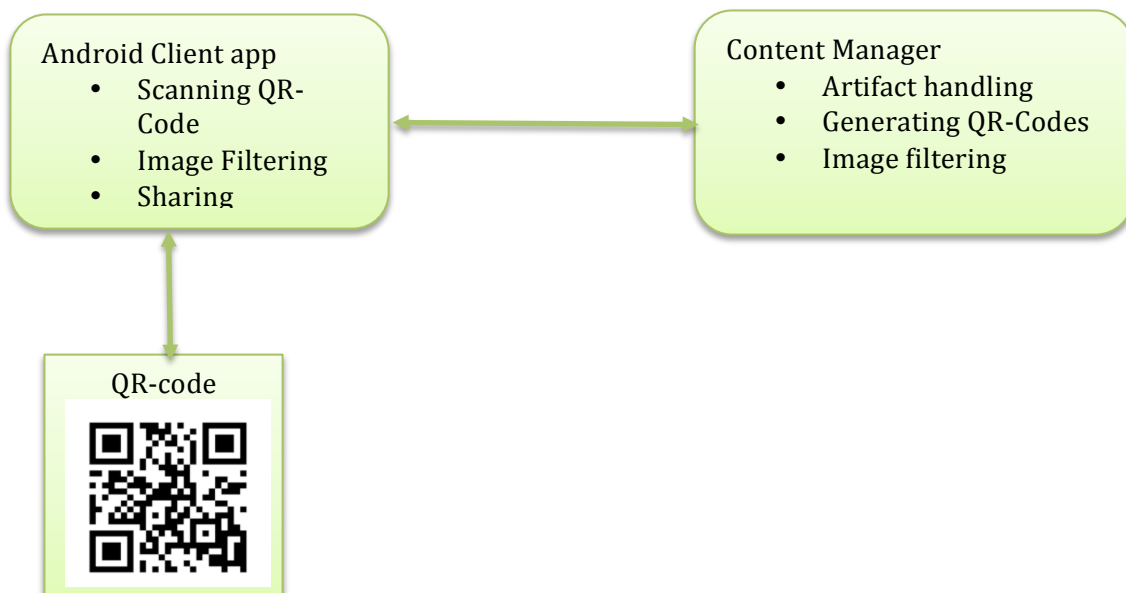 Android Client app
• Scanning QR-
Code
• Image Filtering
• Sharing
Content Manager
• Artifact handling
• Generating QR-Codes
• Image filtering
QR-code